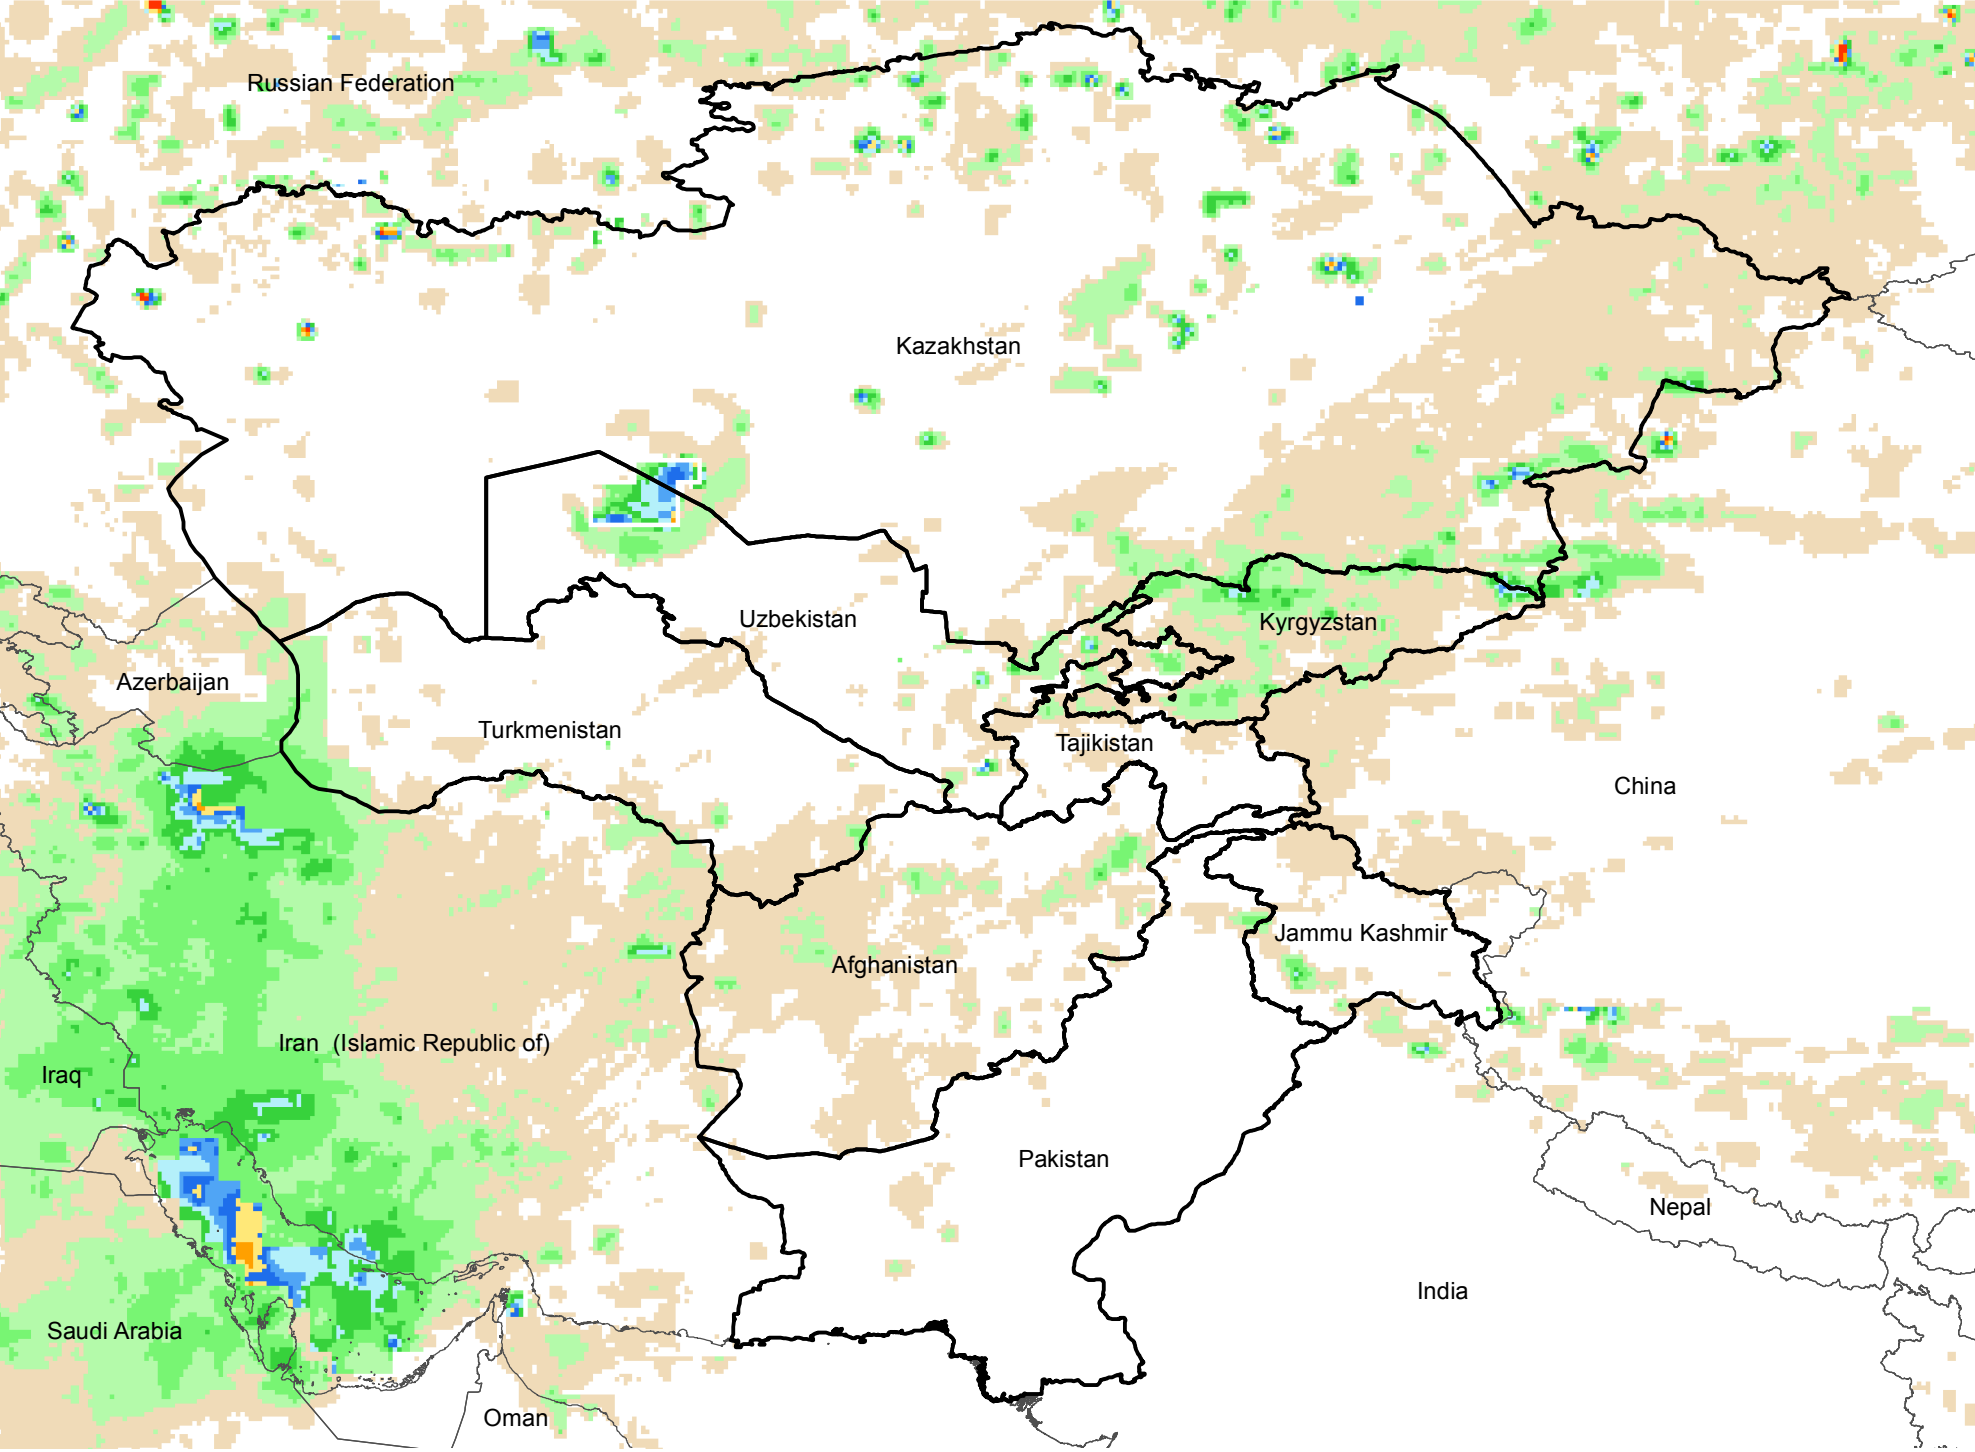 Russian Federation
Kazakhstan
Uzbekistan
Kyrgyzstan
Azerbaijan
Turkmenistan
Tajikistan
China
Jammu Kashmir
Afghanistan
Iran  (Islamic Republic of)
Iraq
Pakistan
Nepal
India
Saudi Arabia
Oman